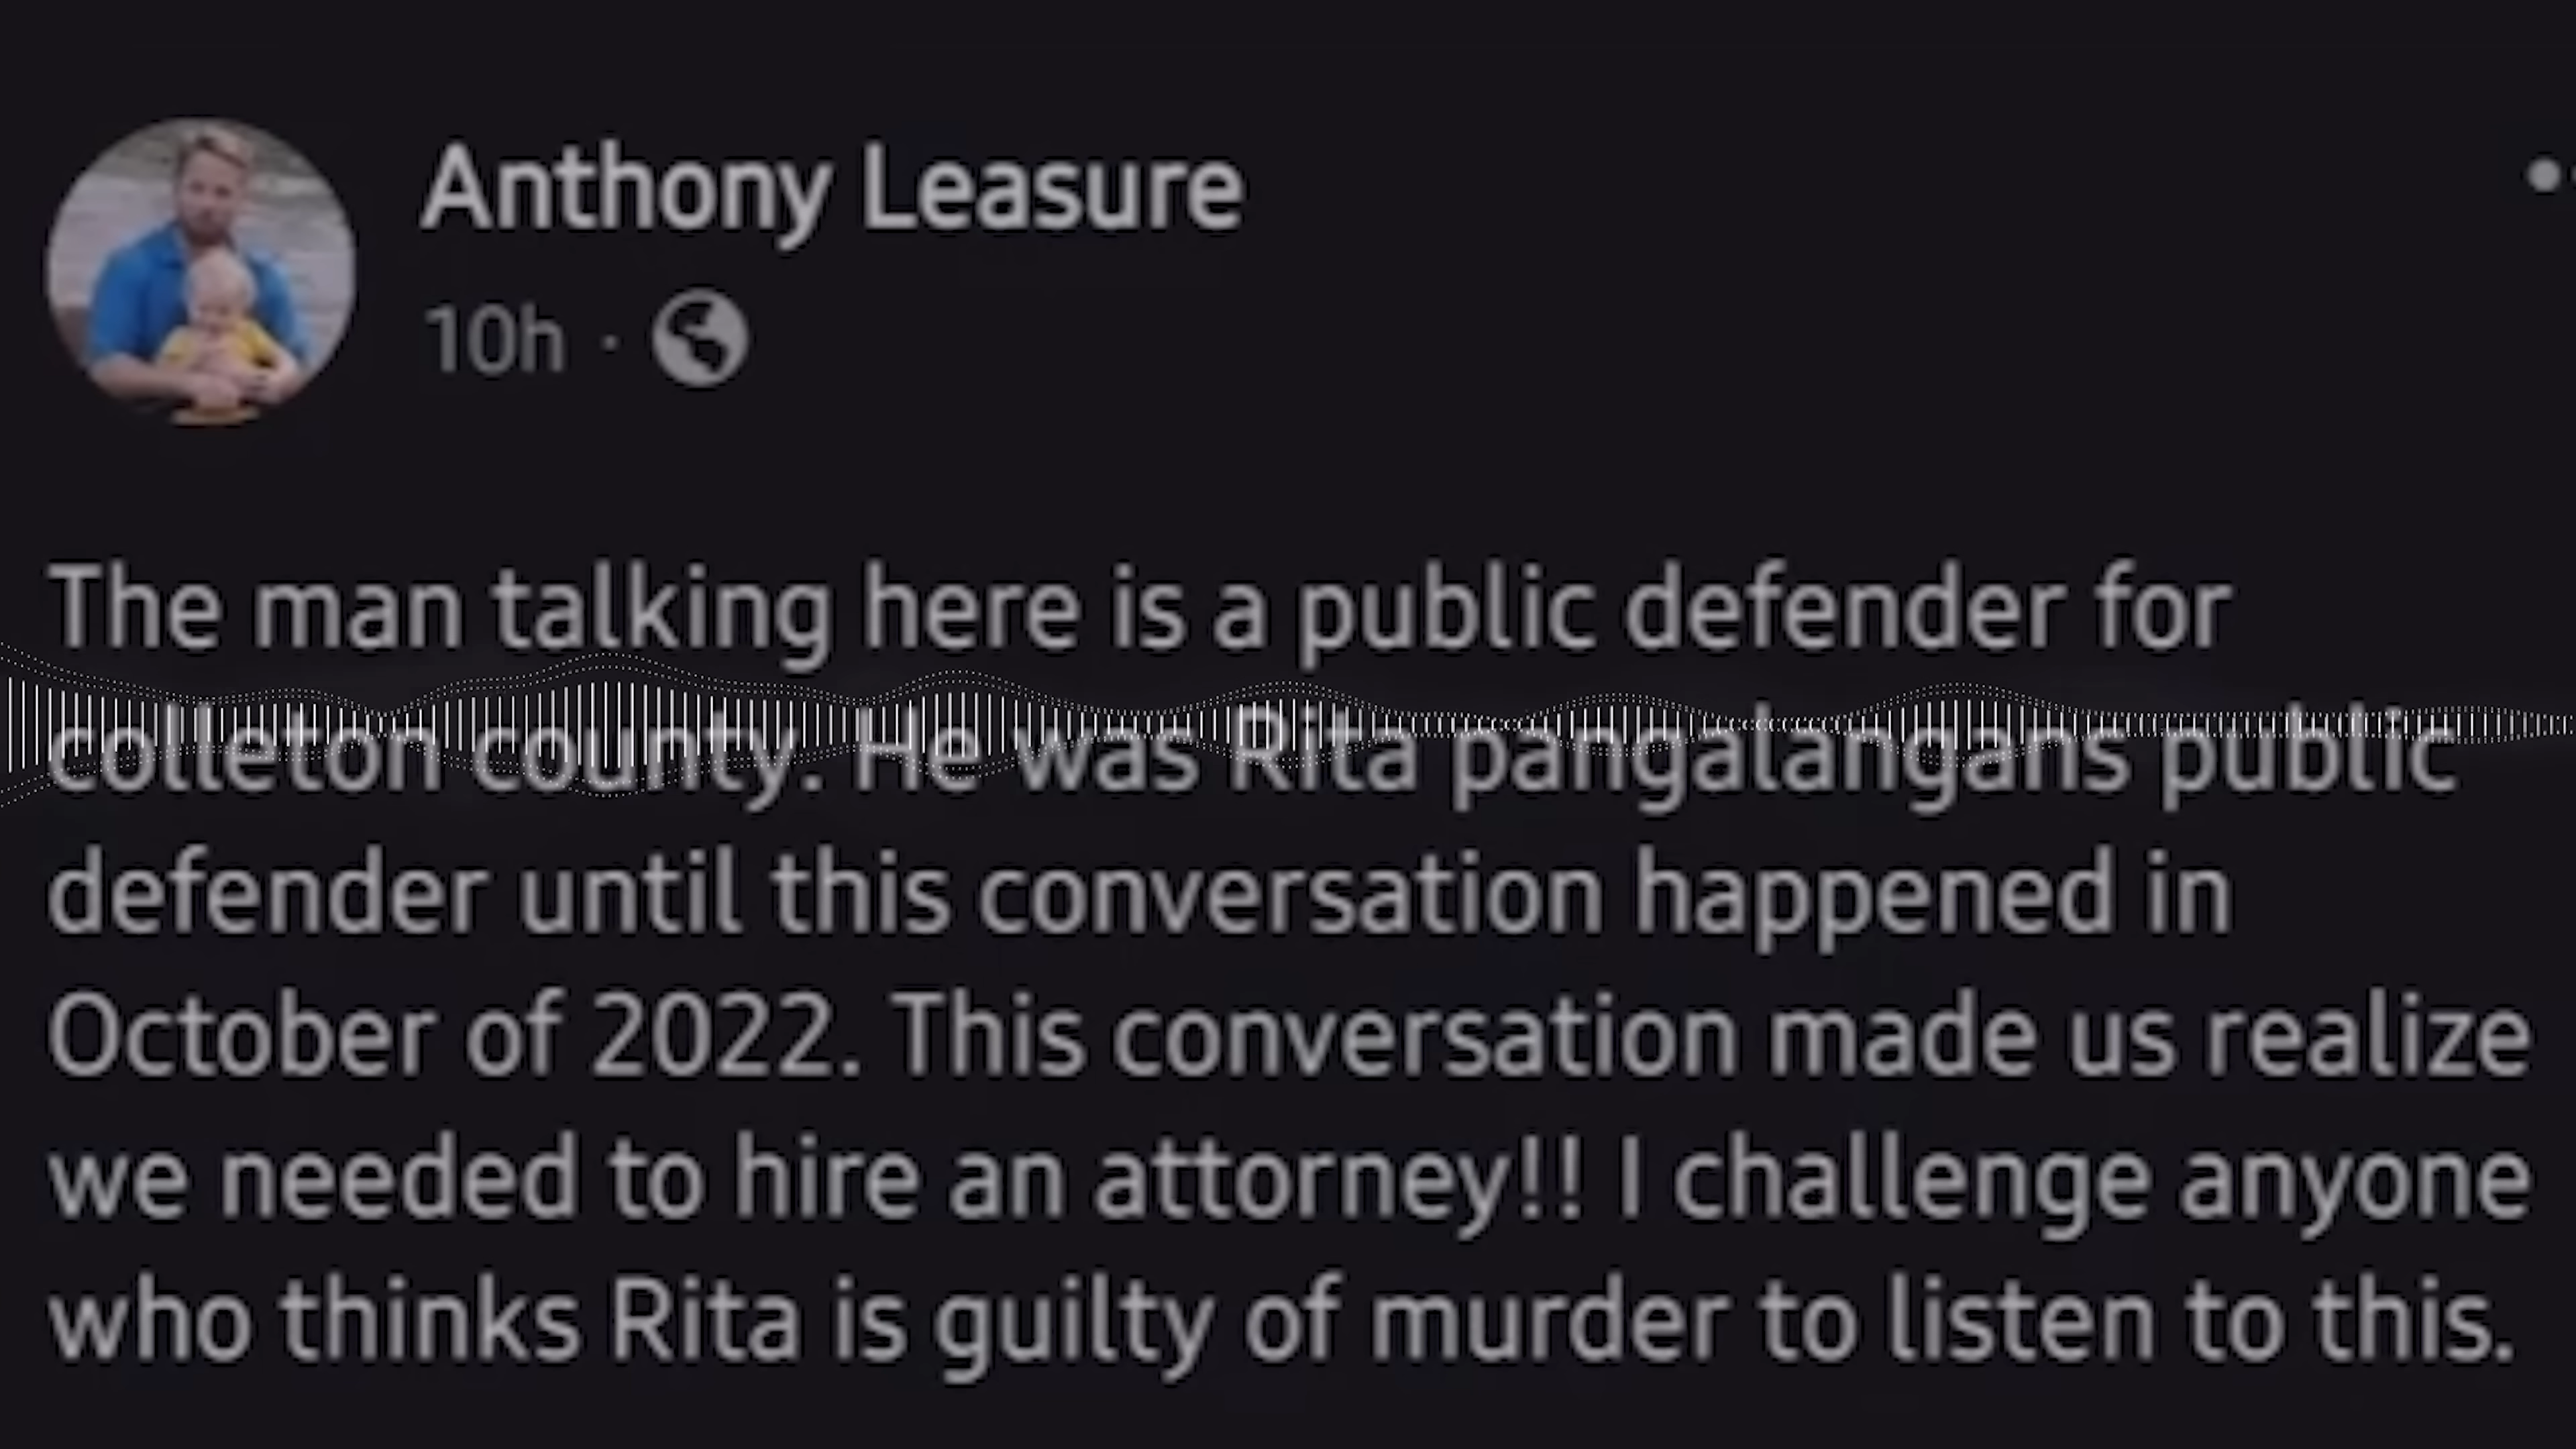 Anthony Leasure
10h ·
The man talking here is a public defender for
colleton county. He was Rita pangalangans public
defender until this conversation happened in
October of 2022. This conversation made us realize
we needed to hire an attorney!! I challenge anyone
who thinks Rita is guilty of murder to listen to this.